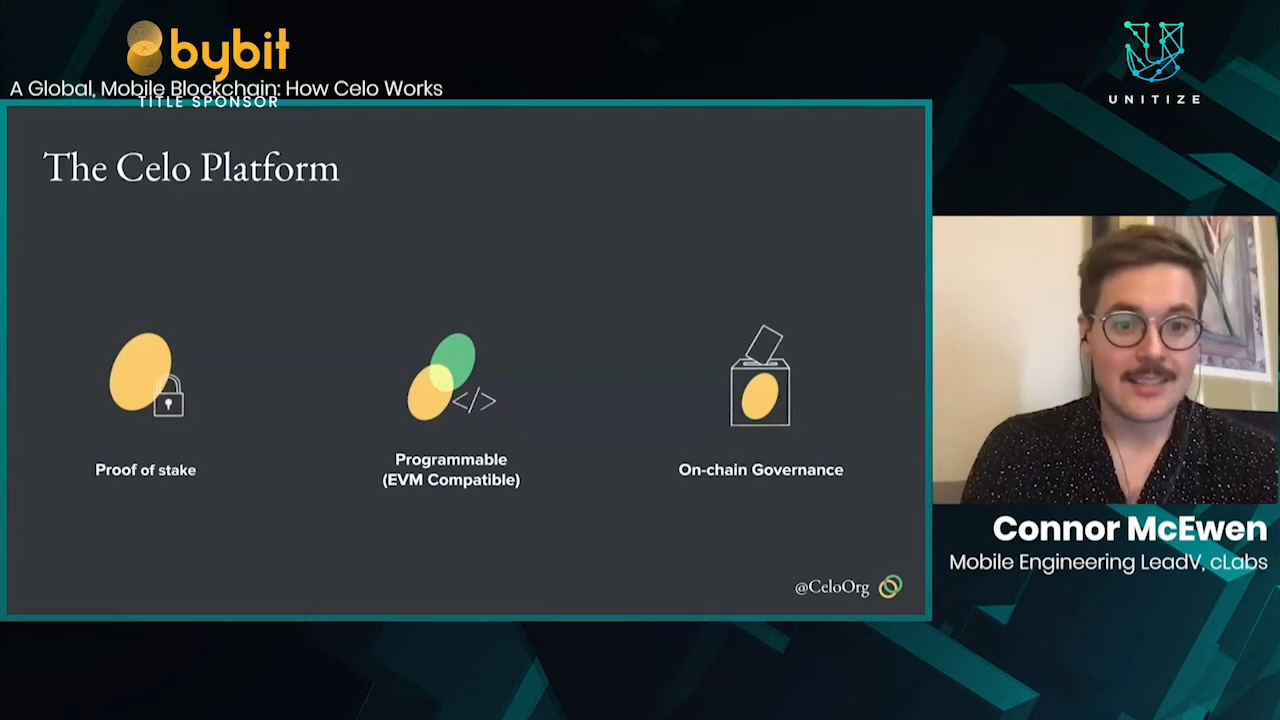 bybit
A Global, Mobile Blockchain: How Celo Works
TITLE SPONSOR
UNITIZE
The Celo Platform
Proof of stake
Programmable
(EVM Compatible)
</>
On-chain Governance
@CeloOrg
Connor McEwen
Mobile Engineering LeadV, cLabs